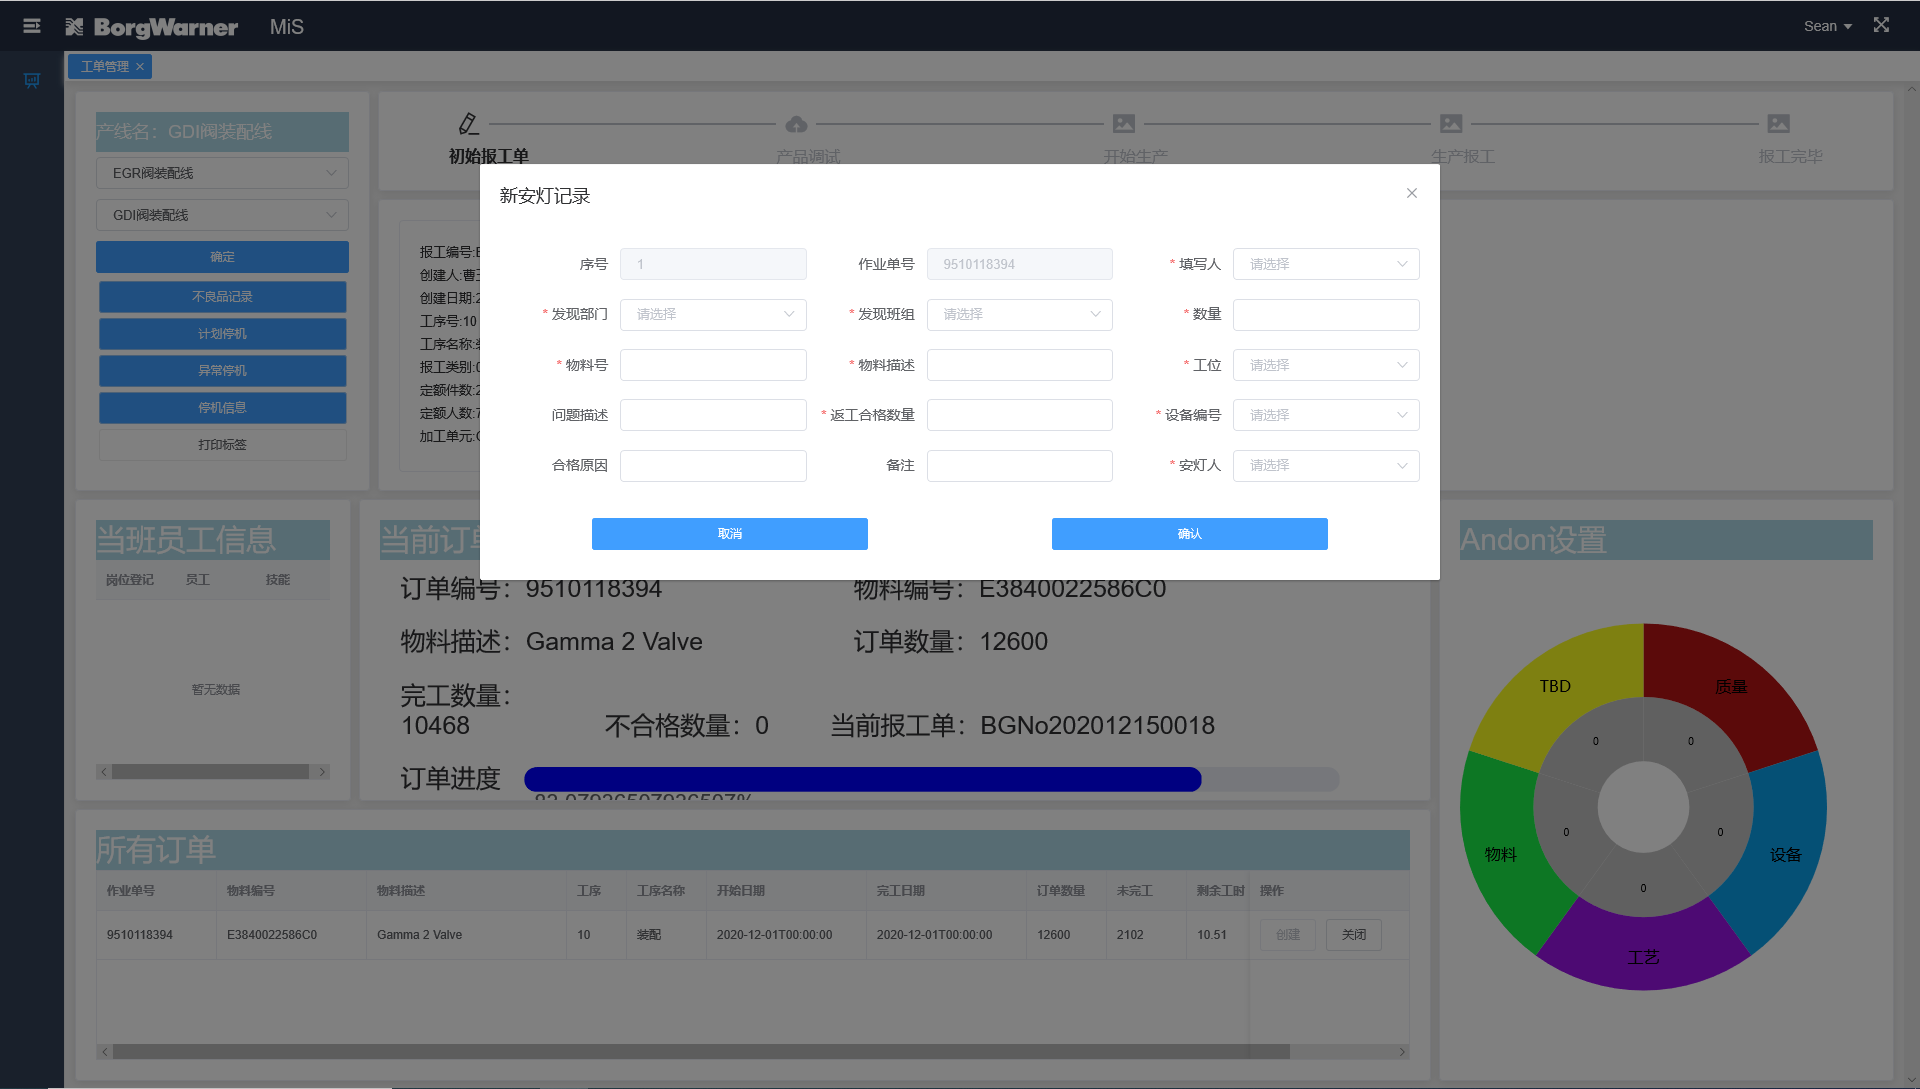 BorgWarner MiS
Sean
工单管理
产线名：GDI阀装配线
EGR阀装配线
GDI阀装配线
确定
不良品记录
计划停机
异常停机
停机信息
打印标签
初始报工单
产品调试
开始生产
生产报工
报工完毕
报工编号:
创建人:曹
创建日期:2
工序号:10
工序名称:
报工类别:0
定额件数:2
定额人数:7
加工单元:
新安灯记录
序号 1
作业单号 9510118394
* 填写人 请选择
* 发现部门 请选择
* 发现班组 请选择
* 数量
* 物料号
* 物料描述
* 工位 请选择
问题描述
* 返工合格数量
* 设备编号 请选择
合格原因
备注
* 安灯人 请选择
取消
确认
当班员工信息
岗位登记 员工 技能
暂无数据
当前订单
订单编号：9510118394
物料编号：E3840022586C0
物料描述：Gamma 2 Valve
订单数量：12600
完工数量：
10468
不合格数量：0
当前报工单：BGNo202012150018
订单进度
83.07936507936507%
Andon设置
TBD
质量
物料
设备
工艺
0
0
0
0
0
所有订单
作业单号 物料编号 物料描述 工序 工序名称 开始日期 完工日期 订单数量 未完工 剩余工时 操作
9510118394 E3840022586C0 Gamma 2 Valve 10 装配 2020-12-01T00:00:00 2020-12-01T00:00:00 12600 2102 10.51 创建 关闭